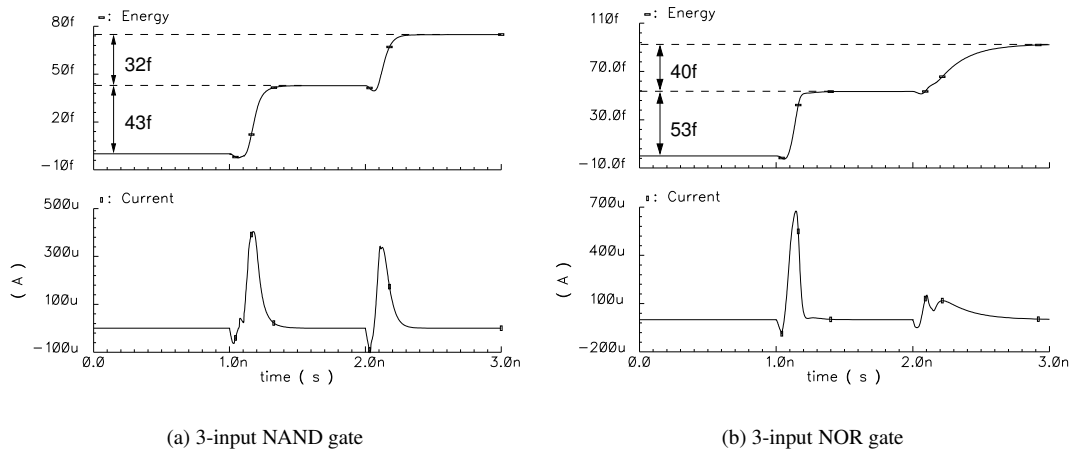 : Energy
80f
50f
20f
−10f
32f
43f
: Current
500u
300u
100u
−100u
( A )
0.0
1.0n
2.0n
3.0n
time ( s )
(a) 3-input NAND gate
: Energy
110f
70.0f
30.0f
−10.0f
40f
53f
: Current
700u
400u
100u
−200u
( A )
0.0
1.0n
2.0n
3.0n
time ( s )
(b) 3-input NOR gate